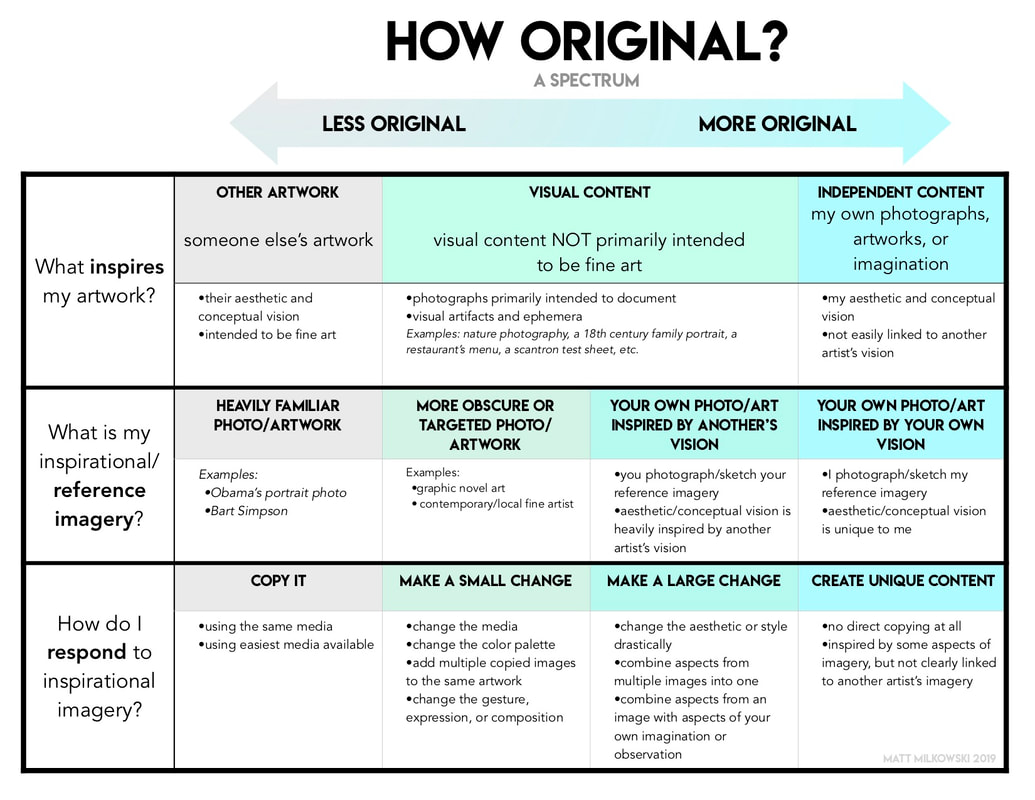 HOW ORIGINAL?
A SPECTRUM
LESS ORIGINAL
MORE ORIGINAL
What inspires
my artwork?
OTHER ARTWORK
someone else's artwork
VISUAL CONTENT
visual content NOT primarily intended
to be fine art
INDEPENDENT CONTENT
my own photographs,
artworks, or
imagination
•their aesthetic and
conceptual vision
•intended to be fine art
•photographs primarily intended to document
•visual artifacts and ephemera
Examples: nature photography, a 18th century family portrait, a
restaurant's menu, a scantron test sheet, etc.
•my aesthetic and conceptual
vision
•not easily linked to another
artist's vision
What is my
inspirational/
reference
imagery?
HEAVILY FAMILIAR
PHOTO/ARTWORK
MORE OBSCURE OR
TARGETED PHOTO/
ARTWORK
YOUR OWN PHOTO/ART
INSPIRED BY ANOTHER'S
VISION
YOUR OWN PHOTO/ART
INSPIRED BY YOUR OWN
VISION
Examples:
•Obama's portrait photo
•Bart Simpson
Examples:
•graphic novel art
• contemporary/local fine artist
•you photograph/sketch your
reference imagery
•aesthetic/conceptual vision is
heavily inspired by another
artist's vision
•I photograph/sketch my
reference imagery
•aesthetic/conceptual vision
is unique to me
How do I
respond to
inspirational
imagery?
COPY IT
MAKE A SMALL CHANGE
MAKE A LARGE CHANGE
CREATE UNIQUE CONTENT
•using the same media
•using easiest media available
•change the media
•change the color palette
•add multiple copied images
to the same artwork
•change the gesture,
expression, or composition
•change the aesthetic or style
drastically
•combine aspects from
multiple images into one
•combine aspects from an
image with aspects of your
own imagination or
observation
•no direct copying at all
•inspired by some aspects of
imagery, but not clearly linked
to another artist's imagery
MATT MILKOWSKI 2019